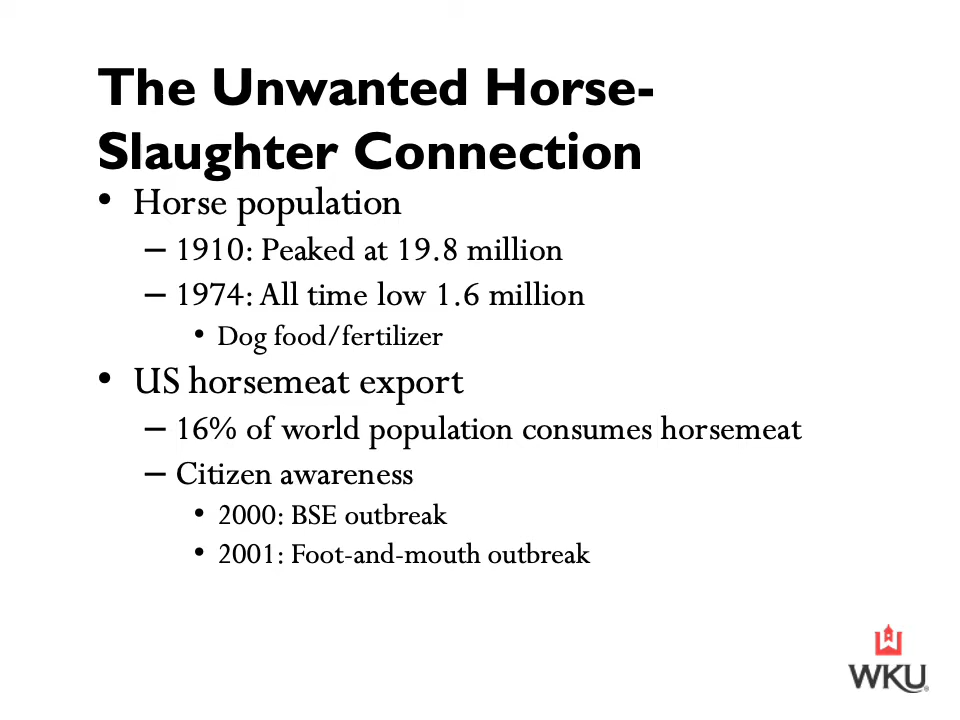 The Unwanted Horse-
Slaughter Connection
• Horse population
– 1910: Peaked at 19.8 million
– 1974: All time low 1.6 million
• Dog food/fertilizer
• US horsemeat export
– 16% of world population consumes horsemeat
– Citizen awareness
• 2000: BSE outbreak
• 2001: Foot-and-mouth outbreak
WKU®